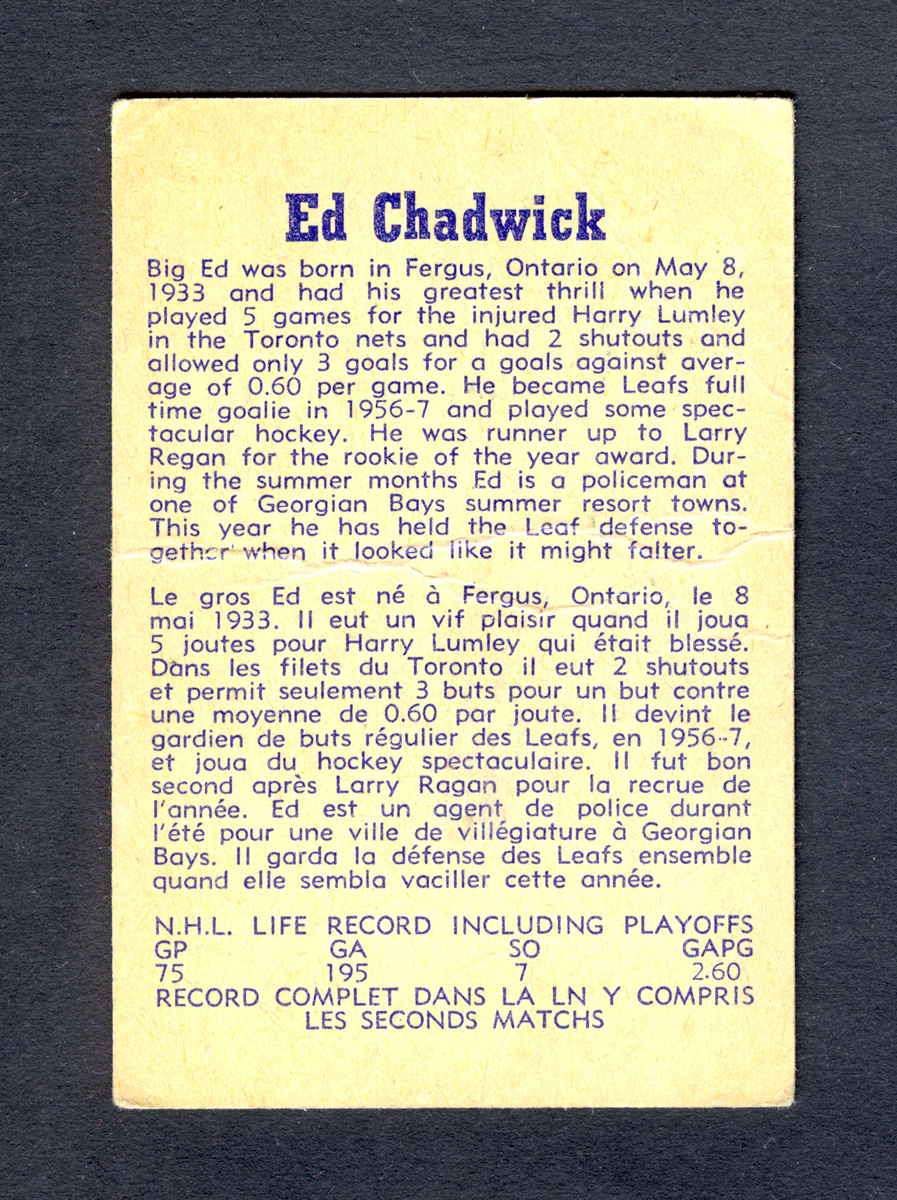 Ed Chadwick
Big Ed was born in Fergus, Ontario on May 8,
1933 and had his greatest thrill when he
played 5 games for the injured Harry Lumley
in the Toronto nets and had 2 shutouts and
allowed only 3 goals for a goals against aver-
age of 0.60 per game. He became Leafs full
time goalie in 1956-7 and played some spec-
tacular hockey. He was runner up to Larry
Regan for the rookie of the year award. Dur-
ing the summer months Ed is a policeman at
one of Georgian Bays summer resort towns.
This year he has held the Leaf defense to-
gether when it looked like it might falter.
Le gros Ed est né à Fergus, Ontario, le 8
mai 1933. Il eut un vif plaisir quand il joua
5 joutes pour Harry Lumley qui était blessé.
Dans les filets du Toronto il eut 2 shutouts
et permit seulement 3 buts pour un but contre
une moyenne de 0.60 par joute. Il devint le
gardien de buts régulier des Leafs, en 1956-7,
et joua du hockey spectaculaire. Il fut bon
second après Larry Ragan pour la recrue de
l'année. Ed est un agent de police durant
l'été pour une ville de villégiature à Georgian
Bays. Il garda la défense des Leafs ensemble
quand elle sembla vaciller cette année.
N.H.L. LIFE RECORD INCLUDING PLAYOFFS
GP GA SO GAPG
75 195 7 2.60
RECORD COMPLET DANS LA LN Y COMPRIS
LES SECONDS MATCHS